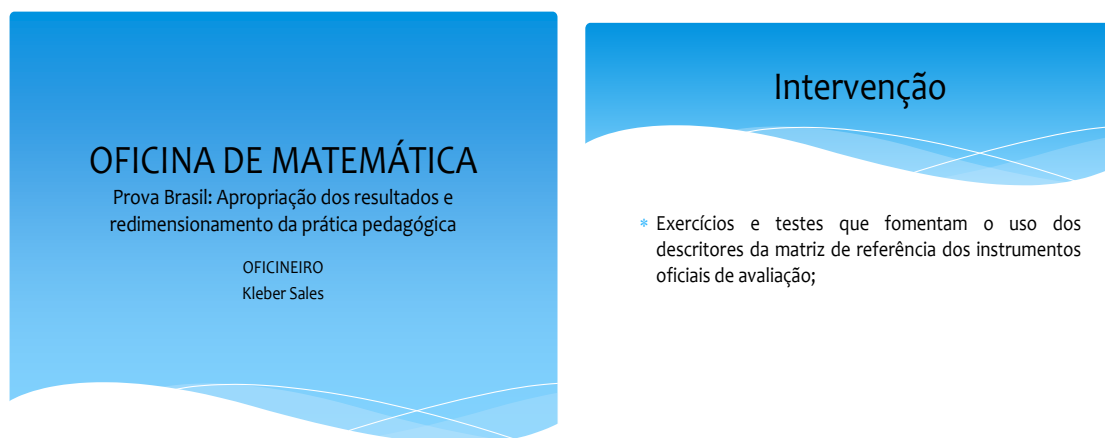 OFICINA DE MATEMÁTICA
Prova Brasil: Apropriação dos resultados e
redimensionamento da prática pedagógica
OFICINEIRO
Kleber Sales
Intervenção
* Exercícios e testes que fomentam o uso dos
descritores da matriz de referência dos instrumentos
oficiais de avaliação;